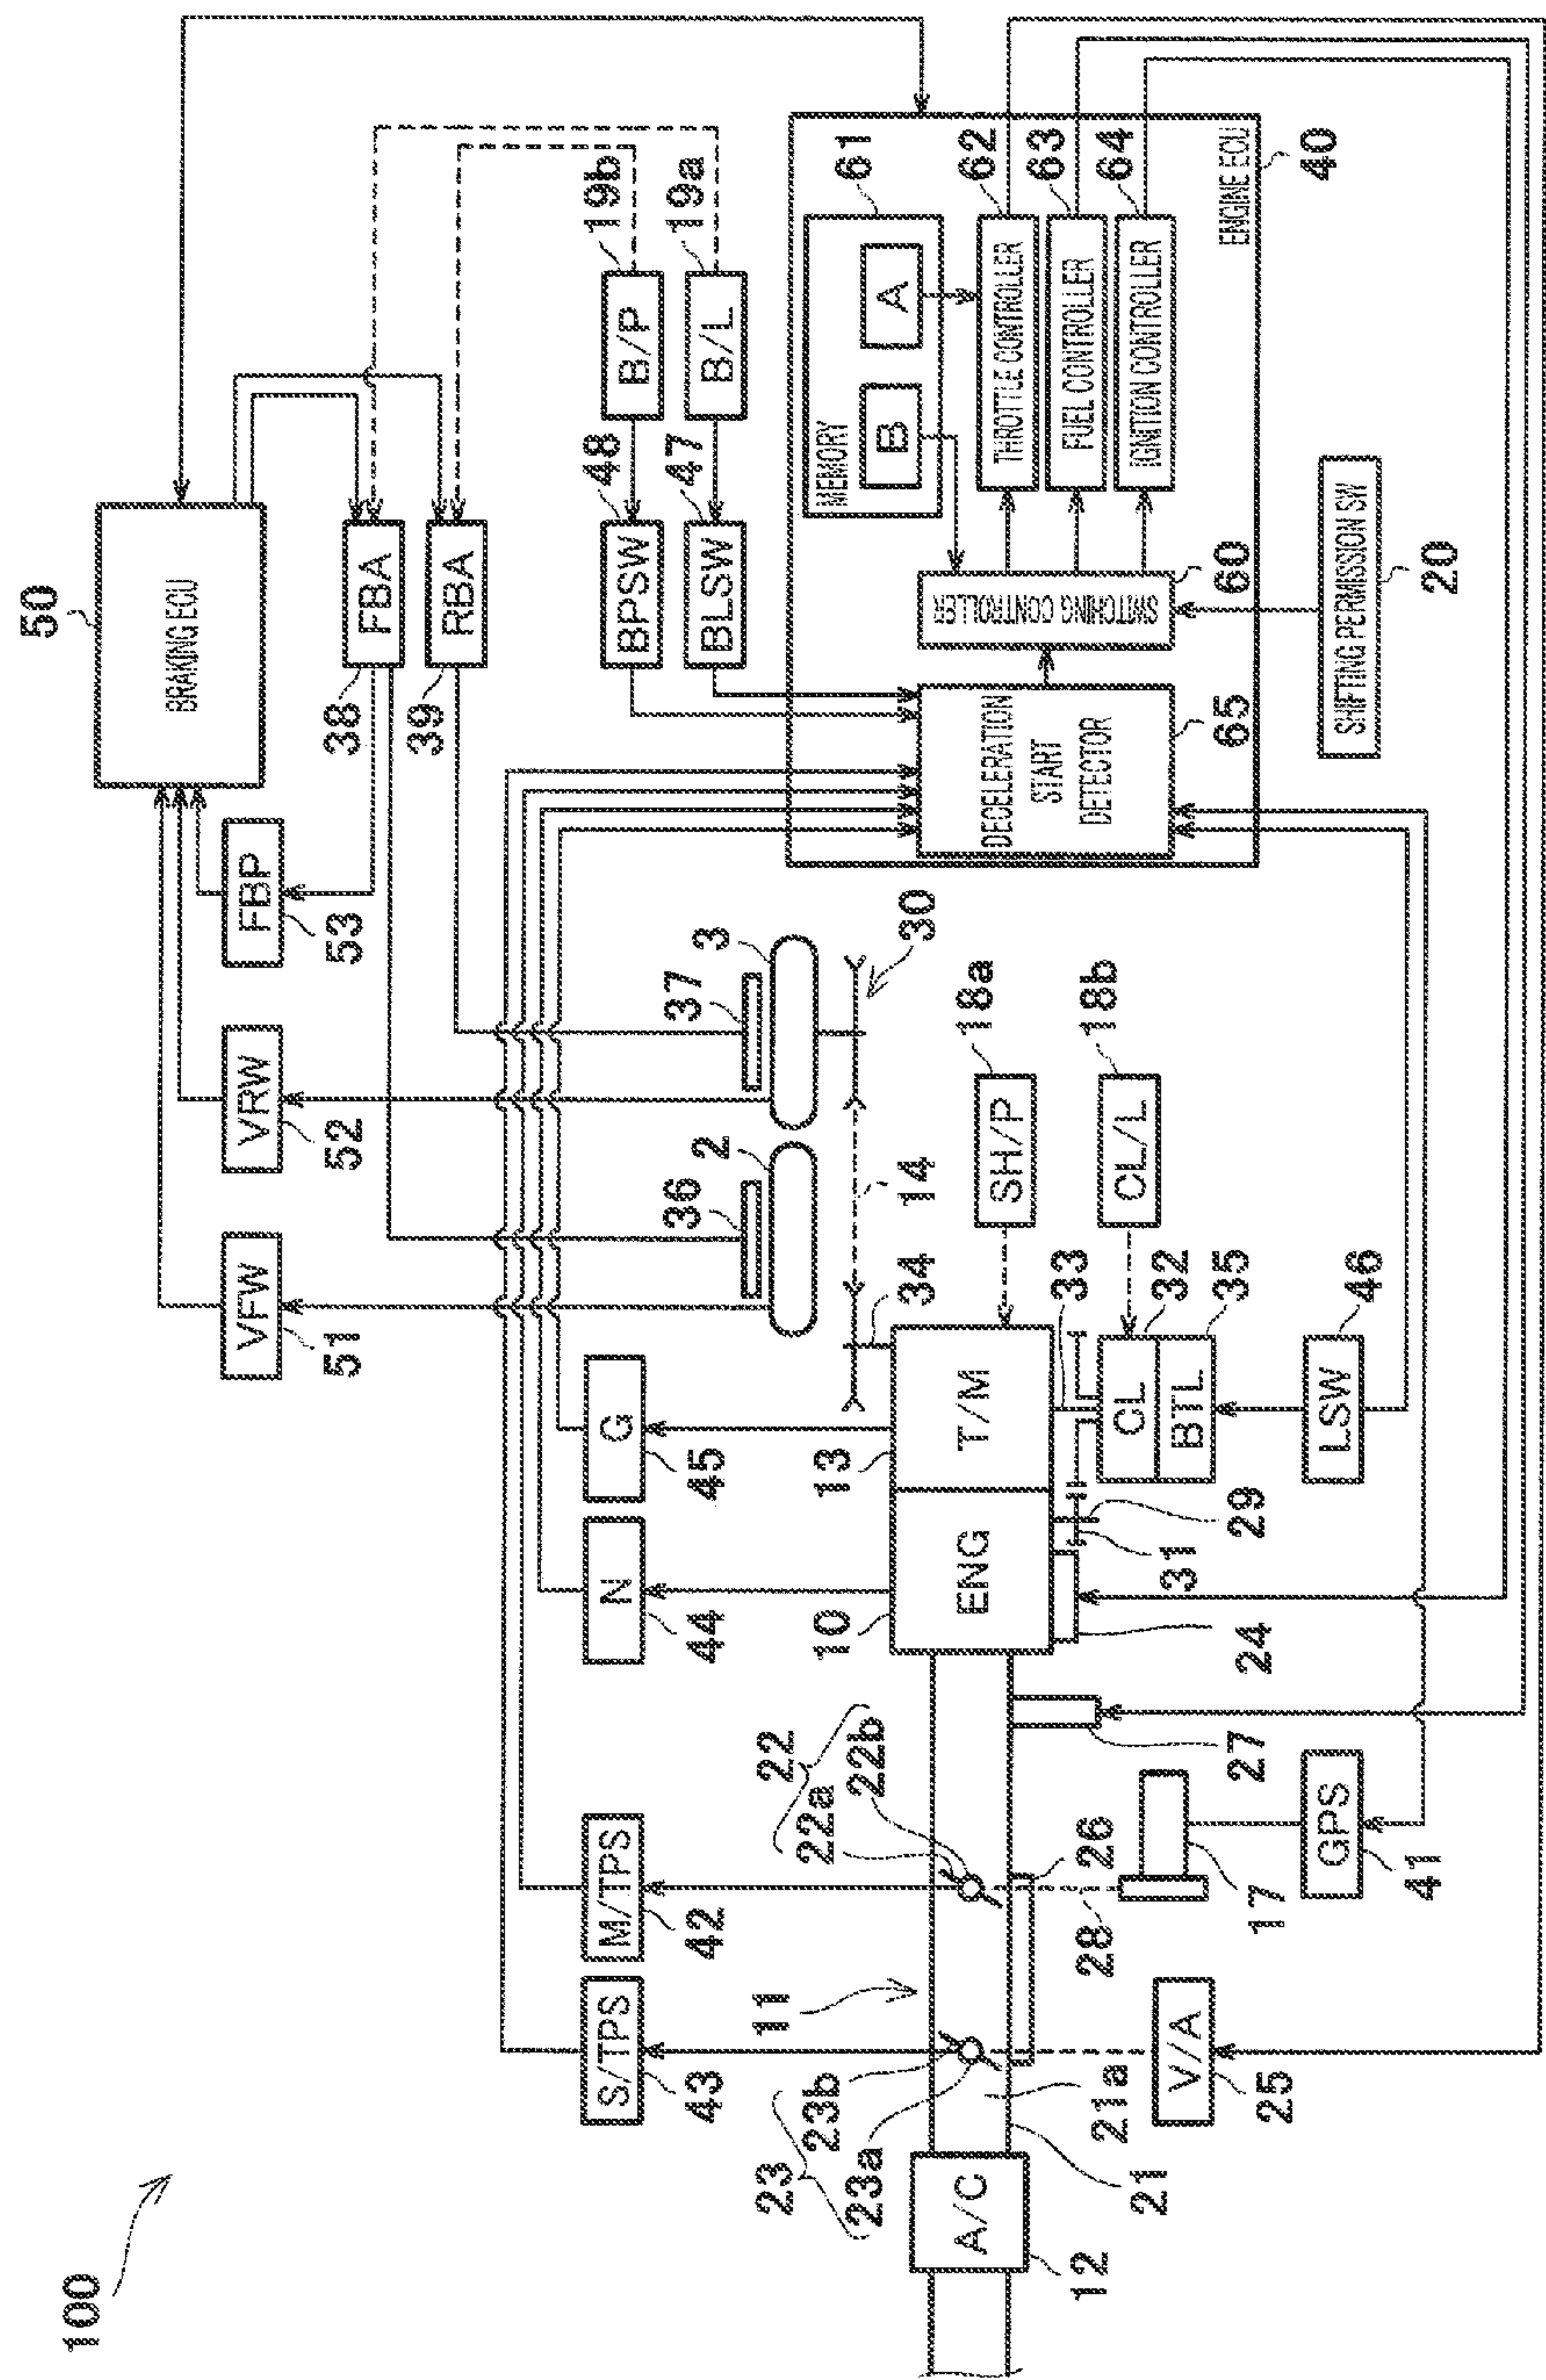 100
50
BRAKING ECU
FBP
53
VRW
52
VFW
51
FBA
38
RBA
39
B/P
19b
B/L
19a
BPSW
48
BLSW
47
61
MEMORY
B
A
62
THROTTLE CONTROLLER
63
FUEL CONTROLLER
64
IGNITION CONTROLLER
ENGINE ECU
40
SWITCHING CONTROLLER
60
DECELERATION
START
DETECTOR
65
SHIFTING PERMISSION SW
20
3
37
30
2
36
14
34
SH/P
18a
CL/L
18b
S/TPS
43
M/TPS
42
N
44
G
45
10
13
ENG
T/M
33
CL
32
BTL
35
LSW
46
29
31
24
27
22
22a
22b
11
23
23b
23a
A/C
12
21
21a
V/A
25
28
26
17
GPS
41